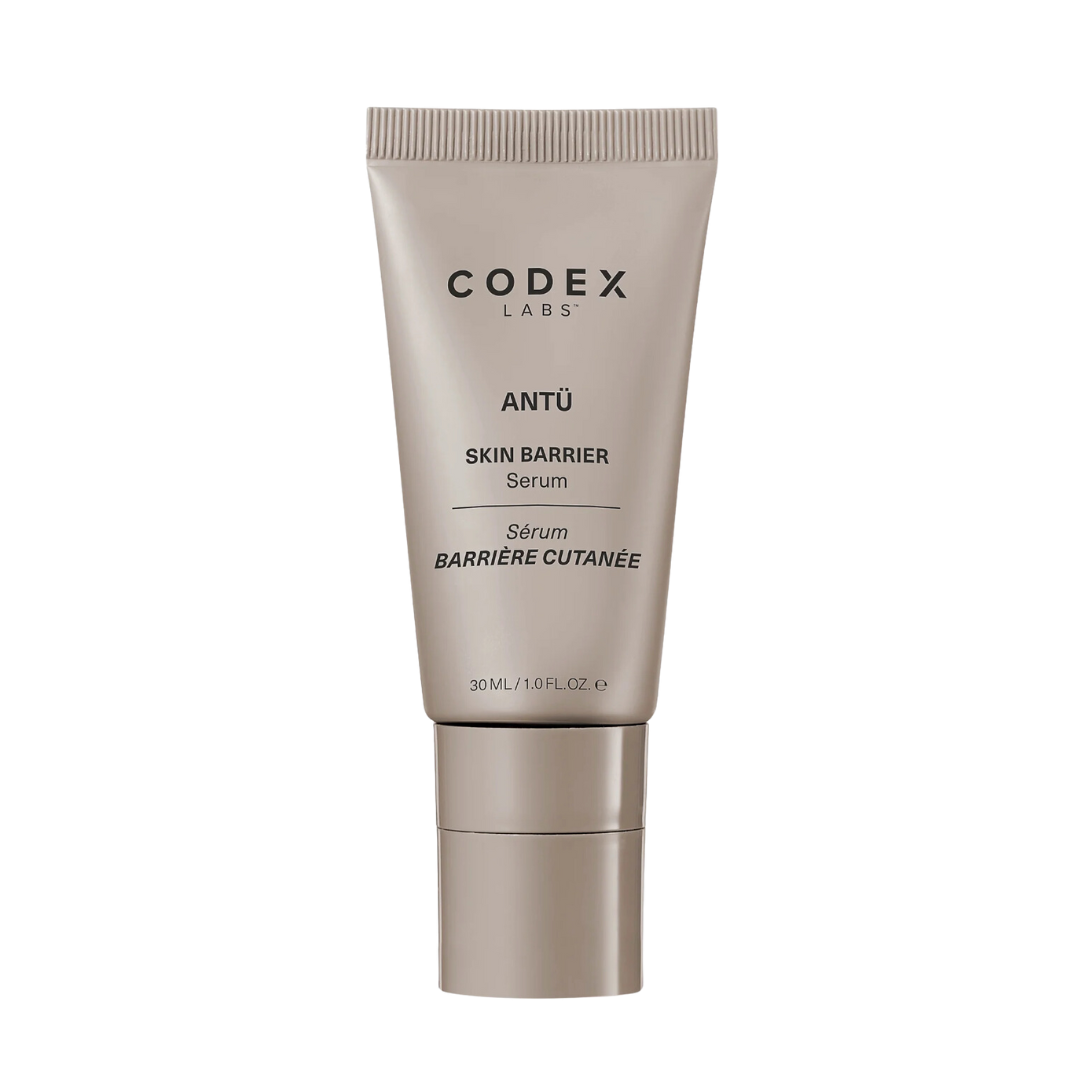 CODEX
LABS™
ANTÜ
SKIN BARRIER
Serum
Sérum
BARRIÈRE CUTANÉE
30 ML / 1.0 FL.OZ. ℮